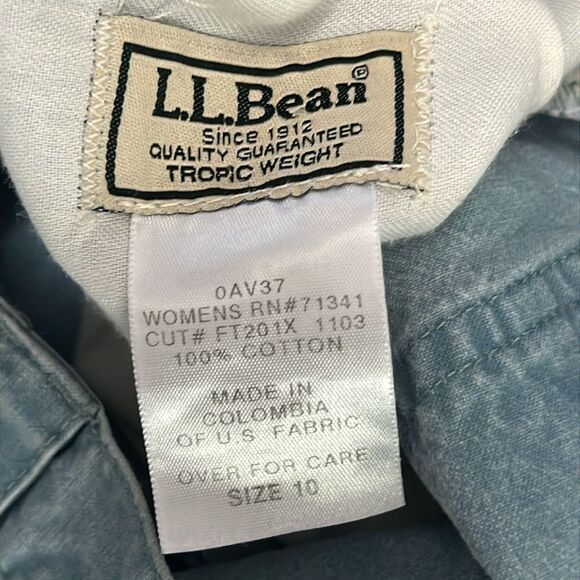 L.L.Bean®
Since 1912
QUALITY GUARANTEED
TROPIC WEIGHT
0AV37
WOMENS RN#71341
CUT# FT201X 1103
100% COTTON
MADE IN
COLOMBIA
OF US FABRIC
OVER FOR CARE
SIZE 10